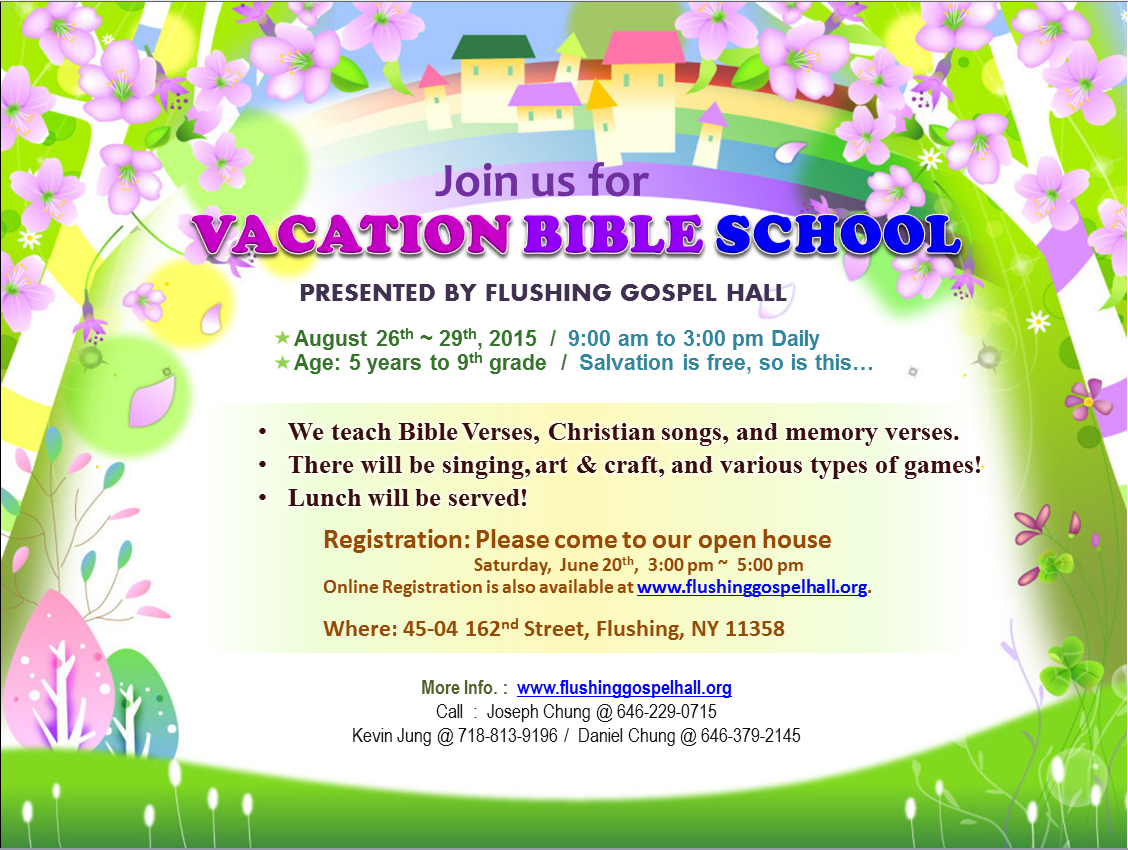 Join us for
VACATION BIBLE SCHOOL
PRESENTED BY FLUSHING GOSPEL HALL
★August 26th ~ 29th, 2015 / 9:00 am to 3:00 pm Daily
★Age: 5 years to 9th grade / Salvation is free, so is this…
• We teach Bible Verses, Christian songs, and memory verses.
• There will be singing, art & craft, and various types of games!
• Lunch will be served!
Registration: Please come to our open house
Saturday, June 20th, 3:00 pm ~ 5:00 pm
Online Registration is also available at www.flushinggospelhall.org.
Where: 45-04 162nd Street, Flushing, NY 11358
More Info. : www.flushinggospelhall.org
Call : Joseph Chung @ 646-229-0715
Kevin Jung @ 718-813-9196 / Daniel Chung @ 646-379-2145